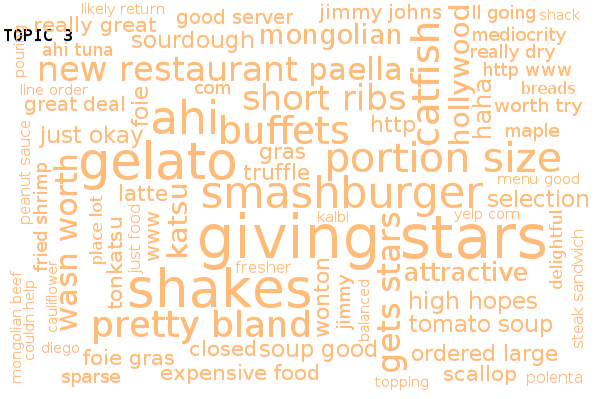 likely return
good server
jimmy johns
ll going
shack
really great
mongolian
TOPIC 3
sourdough
mediocrity
pouring
ahi tuna
hollywood
really dry
new restaurant
paella
catfish
http www
line order
com
short ribs
haha
breads
great deal
foie
ahi
worth try
just okay
buffets
http
maple
peanut sauce
gelato
gras
portion size
truffle
menu good
fried shrimp
wasn worth
latte
smashburger
selection
place lot
tonkatsu
just food
www
katsu
kalbi
yelp com
giving stars
gets stars
delightful
steak sandwich
mongolian beef
couldn help
cauliflower
shakes
fresher
wonton
jimmy
balanced
attractive
high hopes
pretty bland
tomato soup
diego
foie gras
closed
soup good
ordered large
sparse
expensive food
topping
scallop
polenta